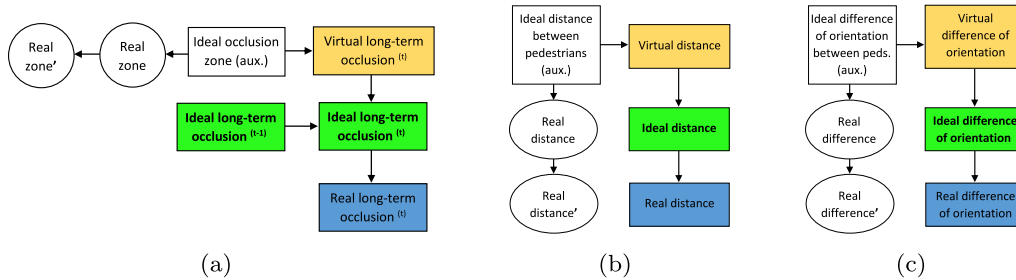 Real
zone'
Real
zone
Ideal occlusion
zone (aux.)
Virtual long-term
occlusion (t)
Ideal long-term
occlusion (t-1)
Ideal long-term
occlusion (t)
Real long-term
occlusion (t)
(a)
Ideal distance
between
pedestrians
(aux.)
Virtual distance
Real
distance
Ideal distance
Real
distance'
Real distance
(b)
Ideal difference
of orientation
between peds.
(aux.)
Virtual
difference of
orientation
Real
difference
Ideal difference
of orientation
Real
difference'
Real difference
of orientation
(c)